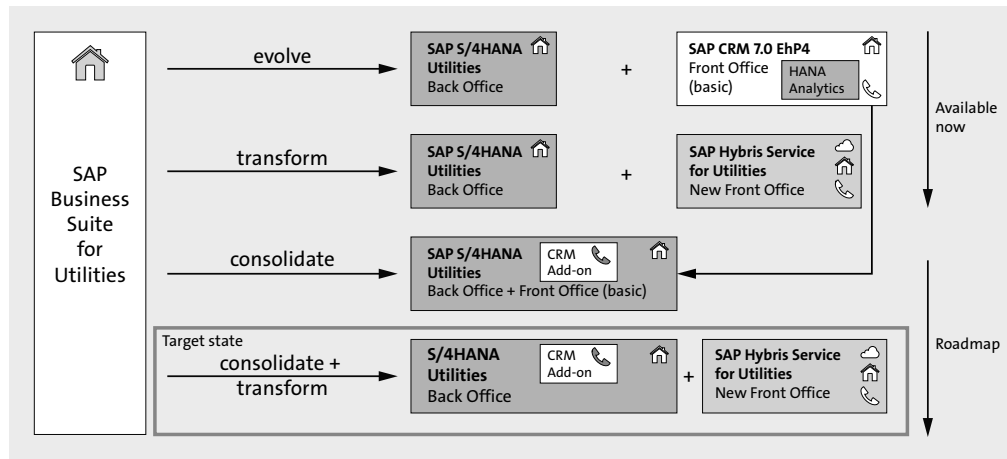 SAP
Business
Suite
for
Utilities
evolve
SAP S/4HANA
Utilities
Back Office
+
SAP CRM 7.0 EhP4
Front Office
(basic)
HANA
Analytics
Available
now
transform
SAP S/4HANA
Utilities
Back Office
+
SAP Hybris Service
for Utilities
New Front Office
consolidate
SAP S/4HANA
Utilities
Back Office + Front Office (basic)
CRM
Add-on
Roadmap
Target state
consolidate +
transform
S/4HANA
Utilities
Back Office
CRM
Add-on
+
SAP Hybris Service
for Utilities
New Front Office